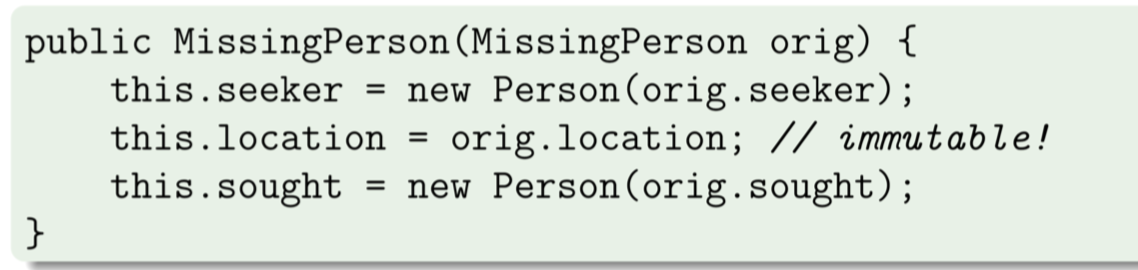 public MissingPerson(MissingPerson orig) {
    this.seeker = new Person(orig.seeker);
    this.location = orig.location; // immutable!
    this.sought = new Person(orig.sought);
}